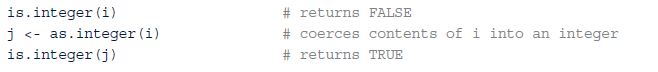 is.integer(i)                    # returns FALSE
j <- as.integer(i)               # coerces contents of i into an integer
is.integer(j)                    # returns TRUE